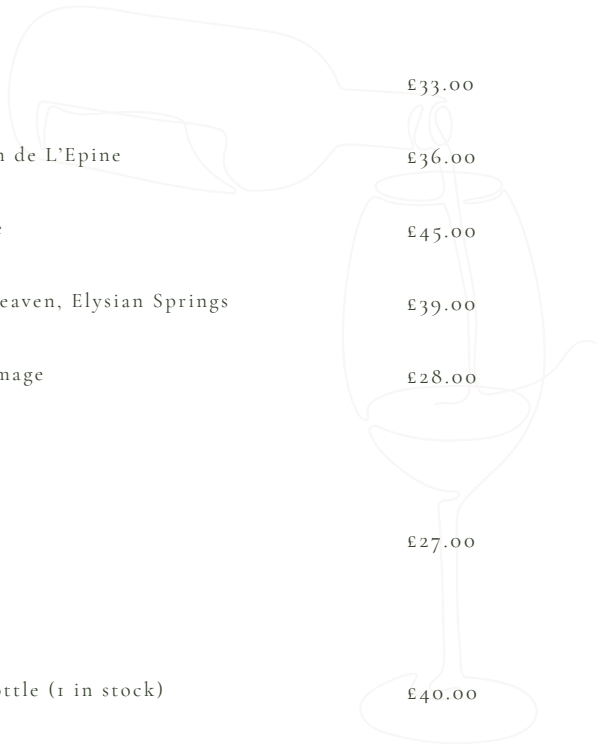 £33.00
n de L'Epine £36.00
£45.00
eaven, Elysian Springs £39.00
mage £28.00
£27.00
ottle (1 in stock) £40.00